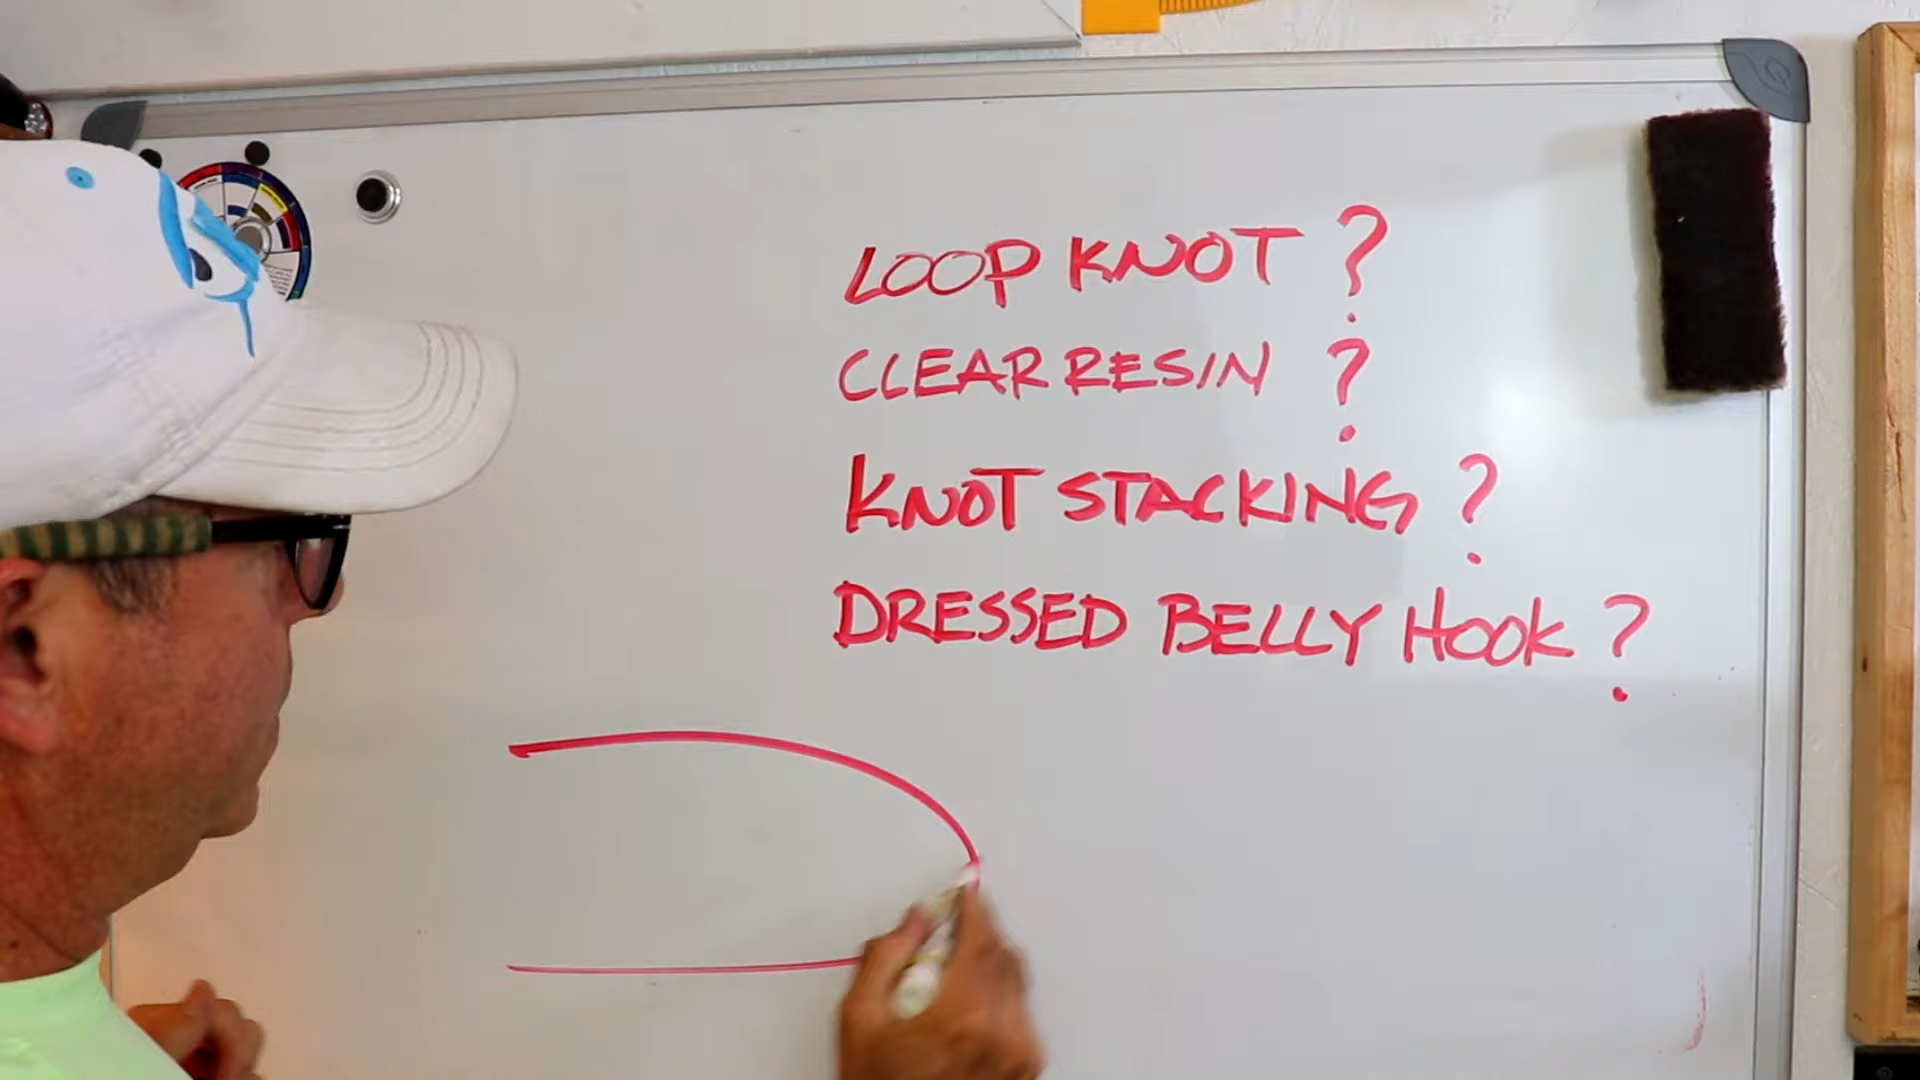 LOOP KNOT ?
CLEAR RESIN ?
KNOT STACKING ?
DRESSED BELLY HOOK ?